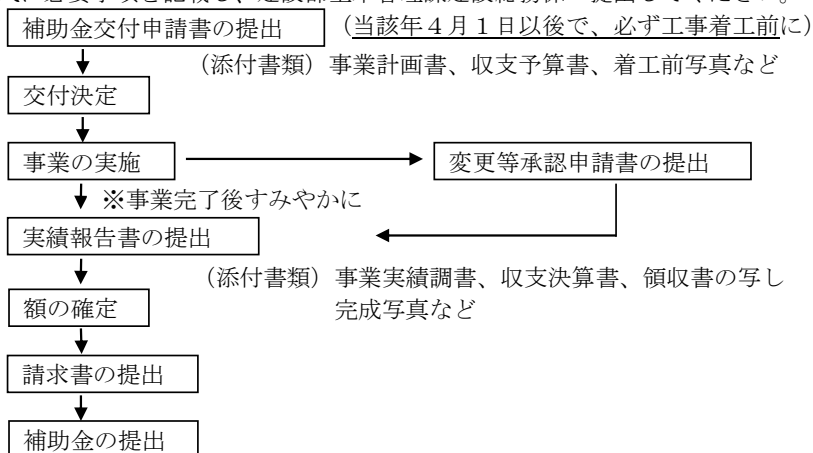 に必要事項を記載し、建設部土木管理課建設総務係へ提出してください。
補助金交付申請書の提出 （当該年４月１日以後で、必ず工事着工前に）
（添付書類）事業計画書、収支予算書、着工前写真など
交付決定
事業の実施 変更等承認申請書の提出
※事業完了後すみやかに
実績報告書の提出
（添付書類）事業実績調書、収支決算書、領収書の写し
額の確定 完成写真など
請求書の提出
補助金の提出